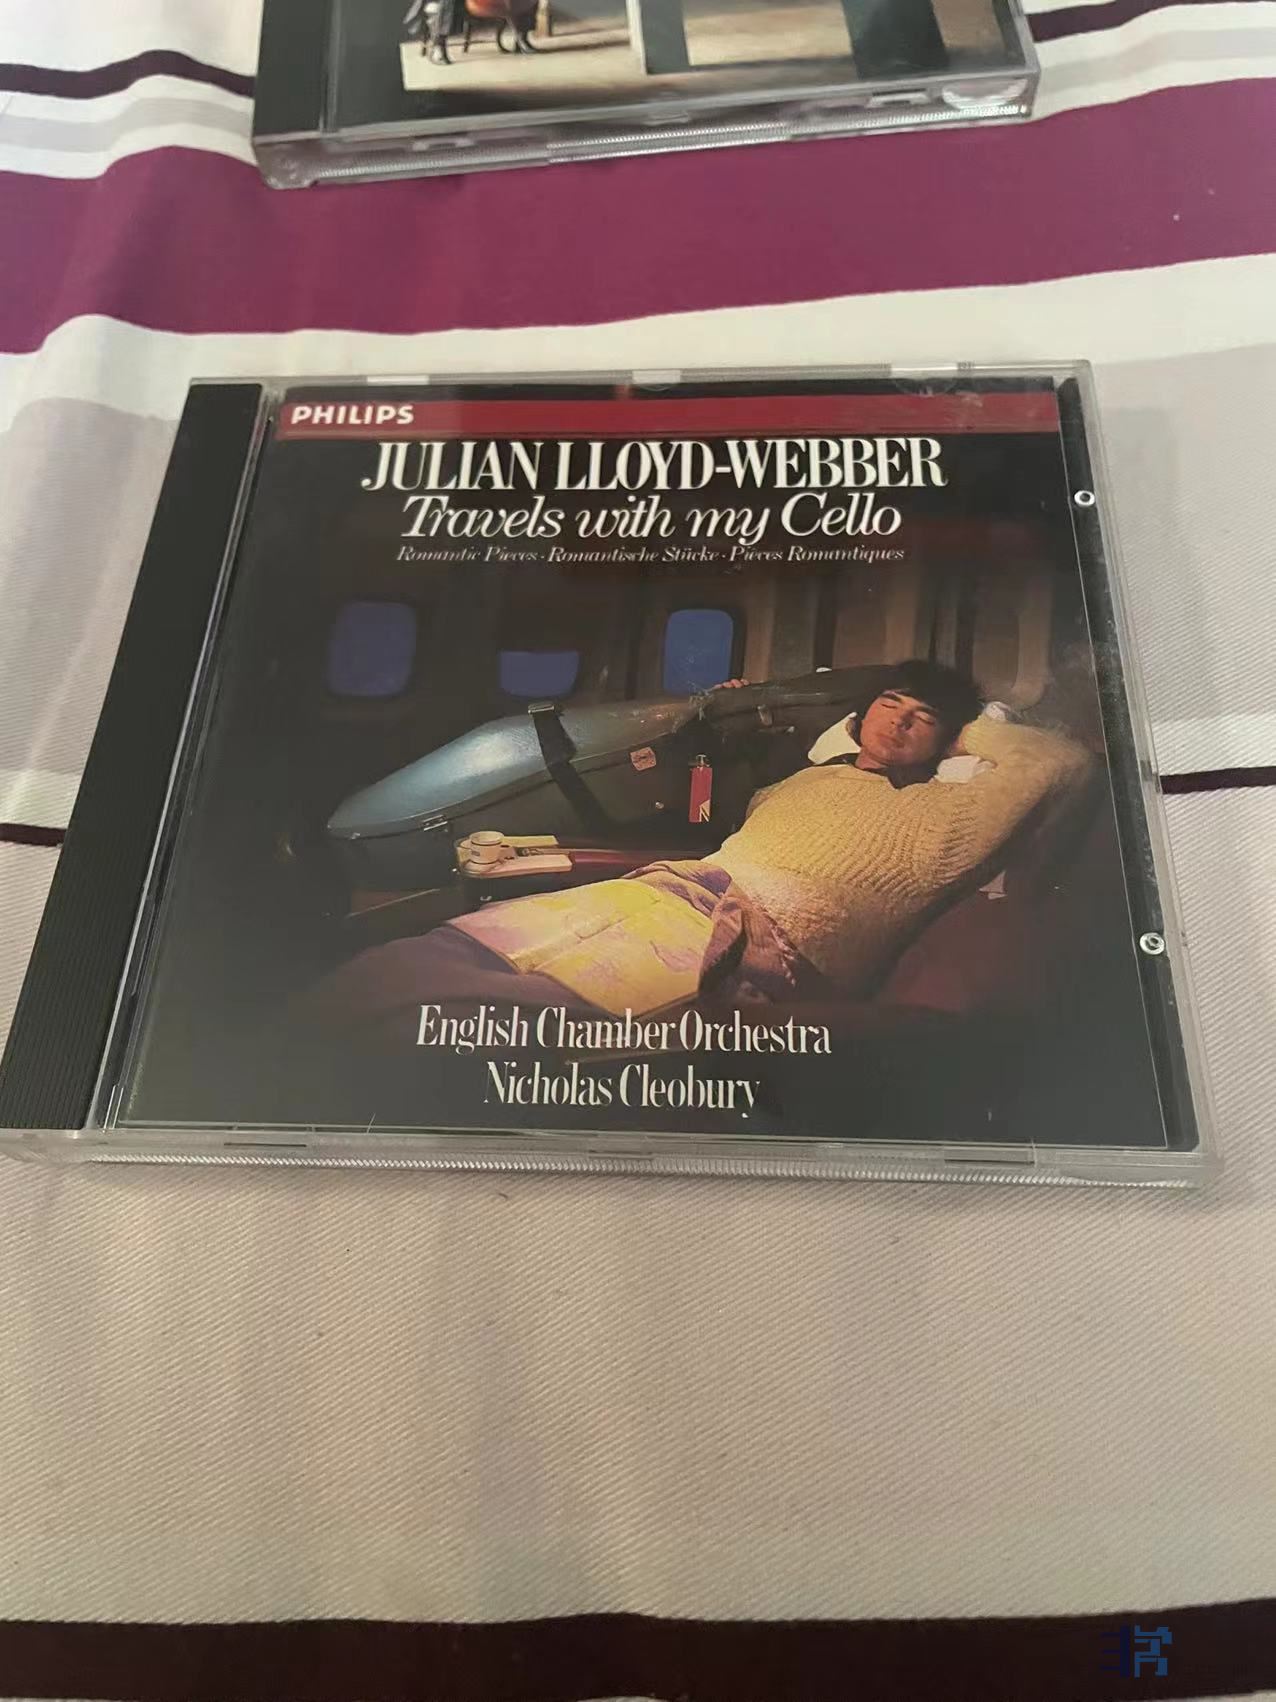 PHILIPS
JULIAN LLOYD-WEBBER
Travels with my Cello
Romantic Pieces · Romantische Stücke · Pièces Romantiques
English Chamber Orchestra
Nicholas Cleobury